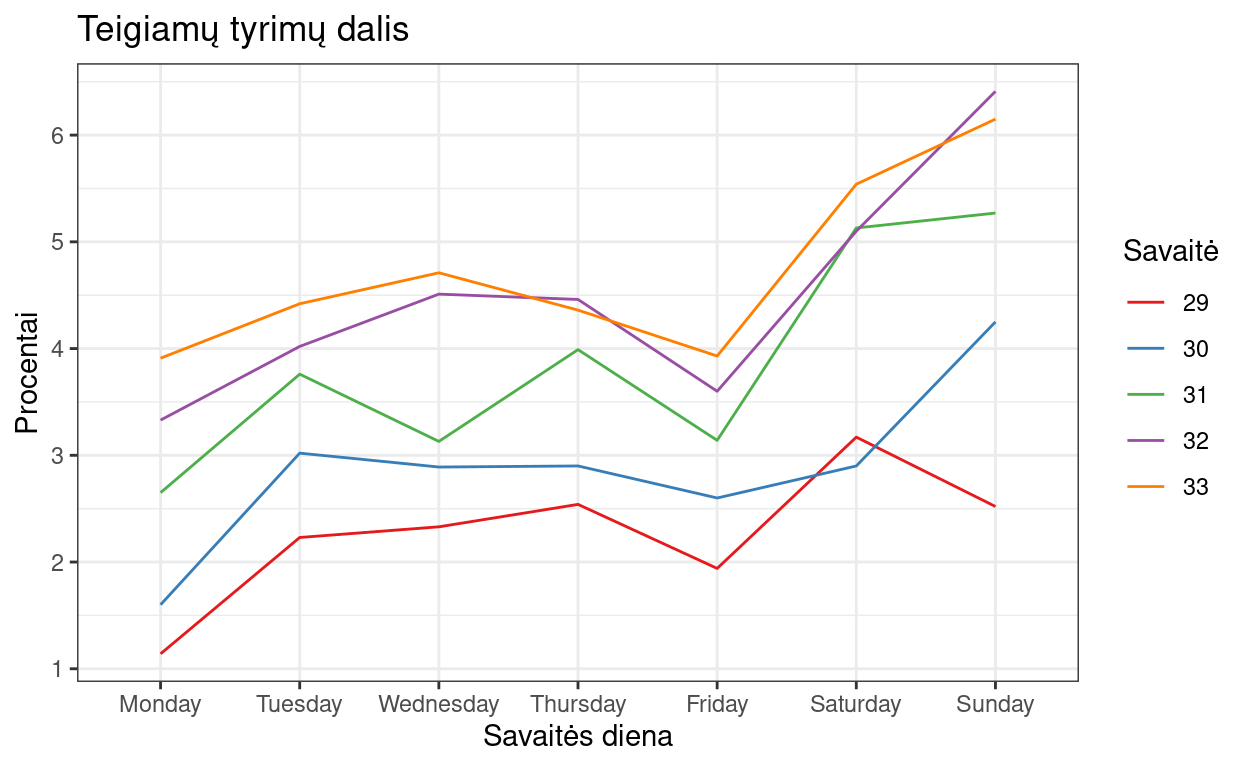 Teigiamų tyrimų dalis
Procentai
6
5
4
3
2
1
Monday Tuesday Wednesday Thursday Friday Saturday Sunday
Savaitės diena
Savaitė
29
30
31
32
33